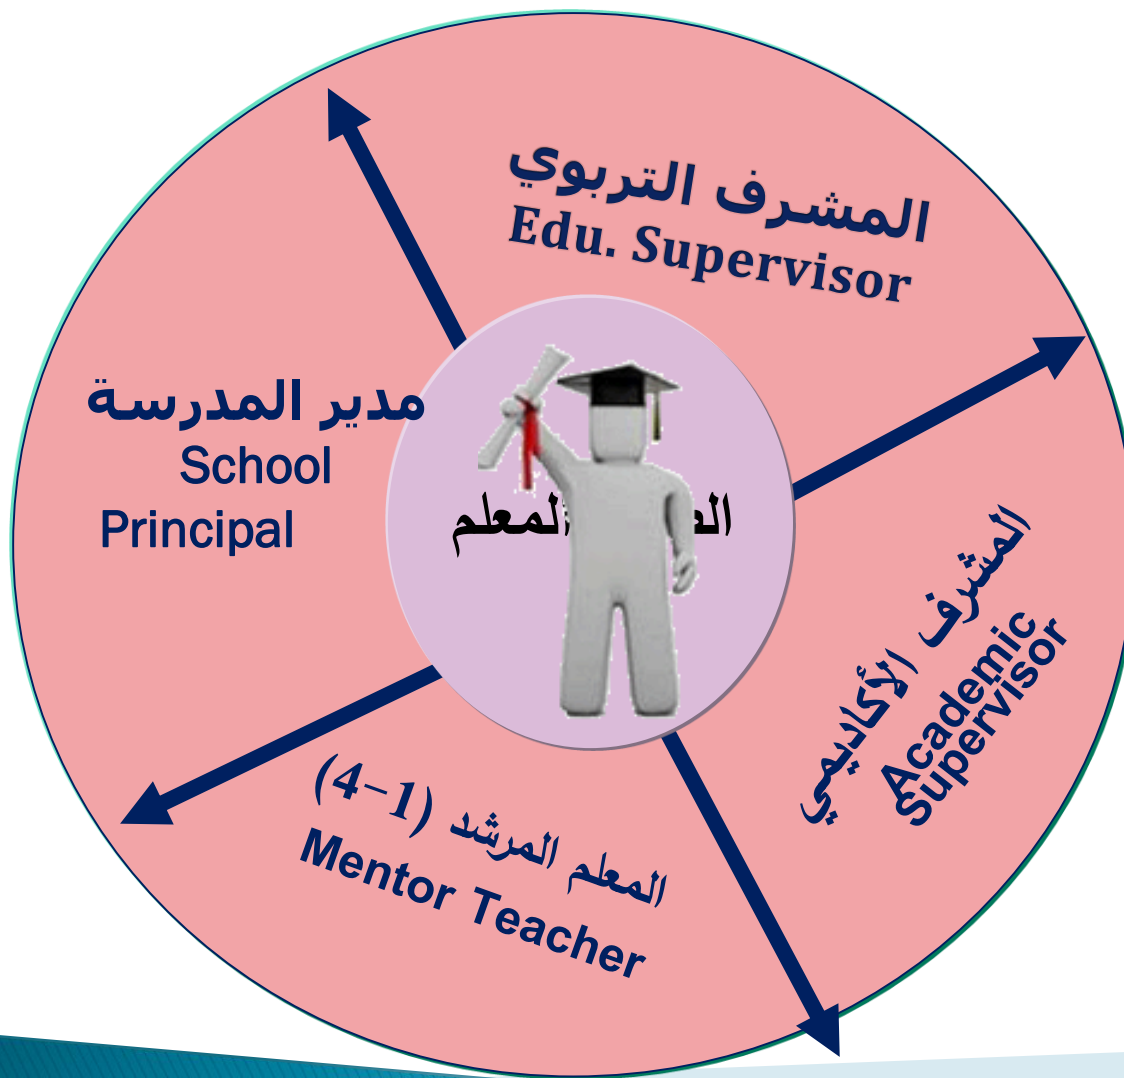 المشرف التربوي
Edu. Supervisor
مدير المدرسة
School
Principal
المعلم
المشرف الأكاديمي
Academic
Supervisor
المعلم المرشد (1-4)
Mentor Teacher